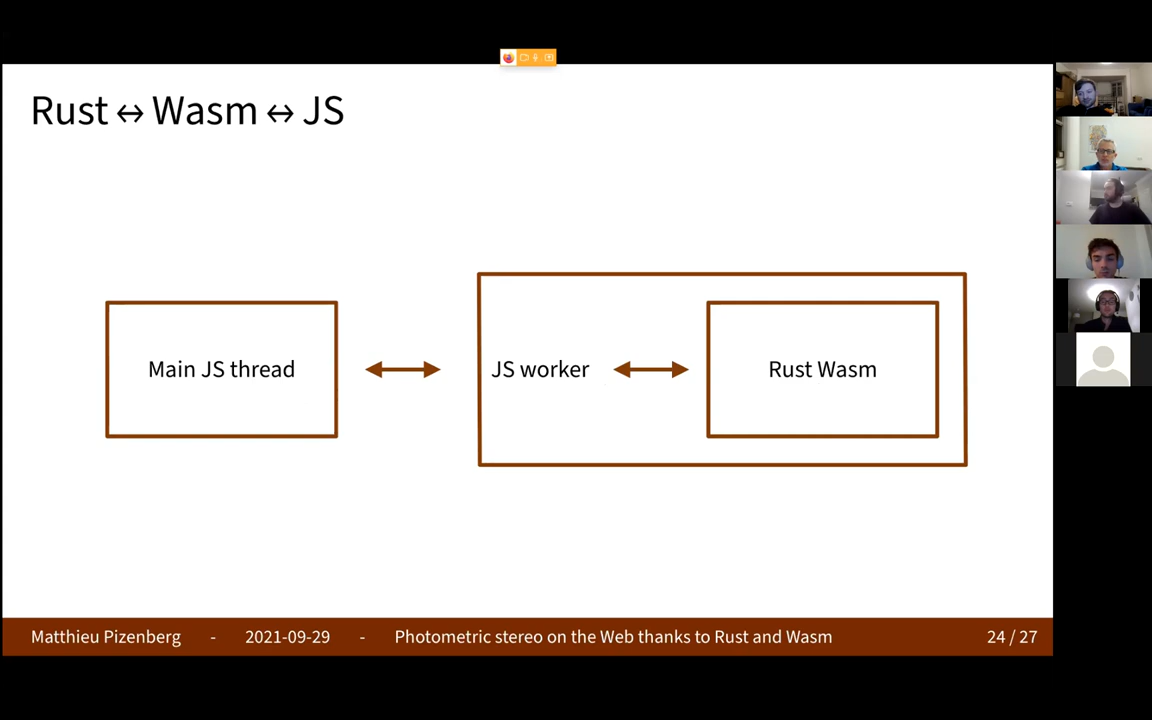 Rust ↔ Wasm ↔ JS
Main JS thread
JS worker
Rust Wasm
Matthieu Pizenberg - 2021-09-29 - Photometric stereo on the Web thanks to Rust and Wasm 24 / 27